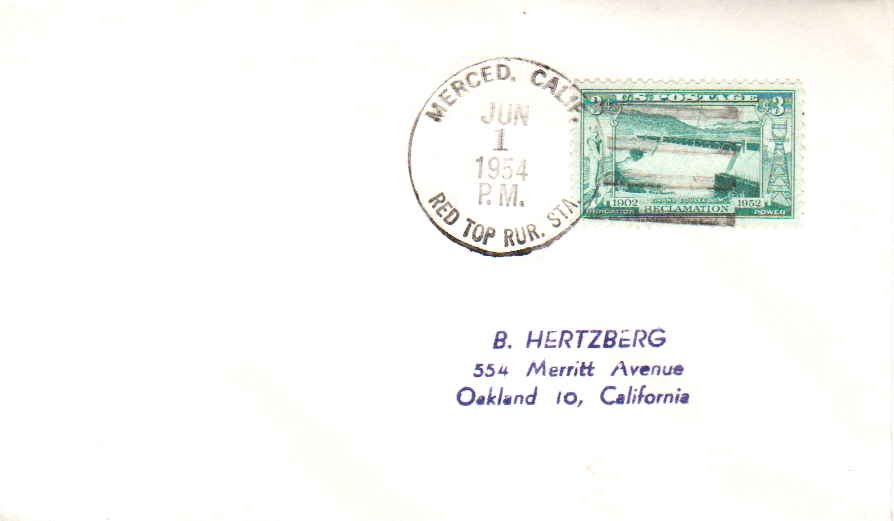 MERCED. CALIF.
JUN
1
1954
P.M.
RED TOP RUR. STA.
U.S. POSTAGE
3¢ ¢3
1902 1952
RECLAMATION
IRRIGATION POWER
B. HERTZBERG
554 Merritt Avenue
Oakland 10, California